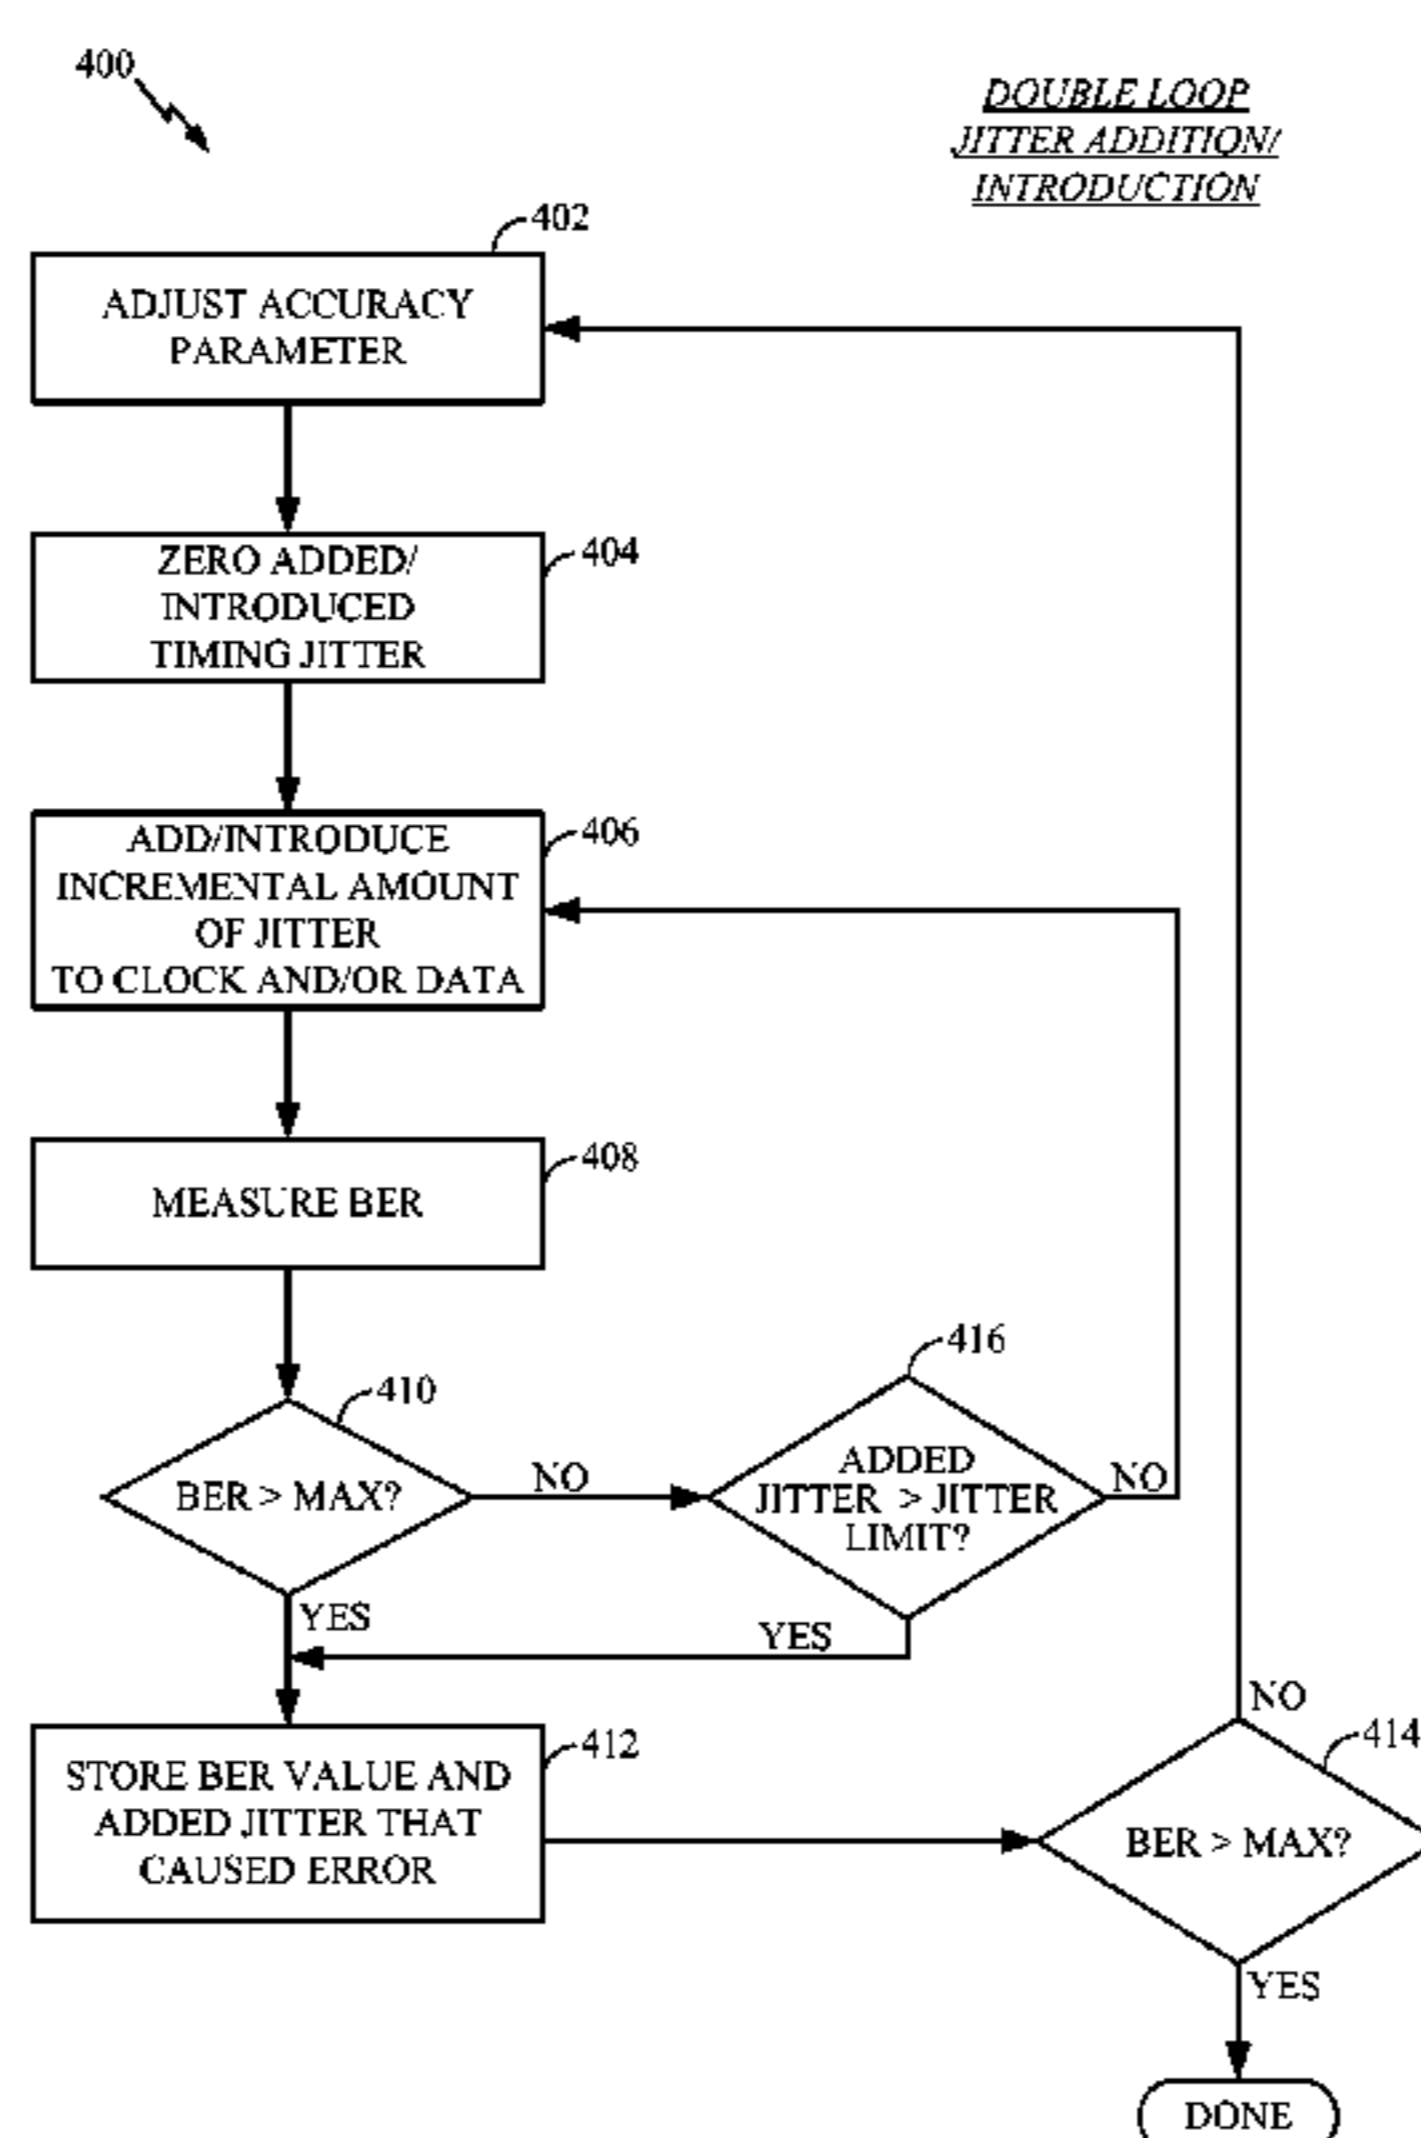 400
DOUBLE LOOP
JITTER ADDITION/
INTRODUCTION
402
ADJUST ACCURACY
PARAMETER
404
ZERO ADDED/
INTRODUCED
TIMING JITTER
406
ADD/INTRODUCE
INCREMENTAL AMOUNT
OF JITTER
TO CLOCK AND/OR DATA
408
MEASURE BER
410
BER > MAX?
NO
416
ADDED
JITTER > JITTER
LIMIT?
NO
YES
YES
412
STORE BER VALUE AND
ADDED JITTER THAT
CAUSED ERROR
NO
414
BER > MAX?
YES
DONE